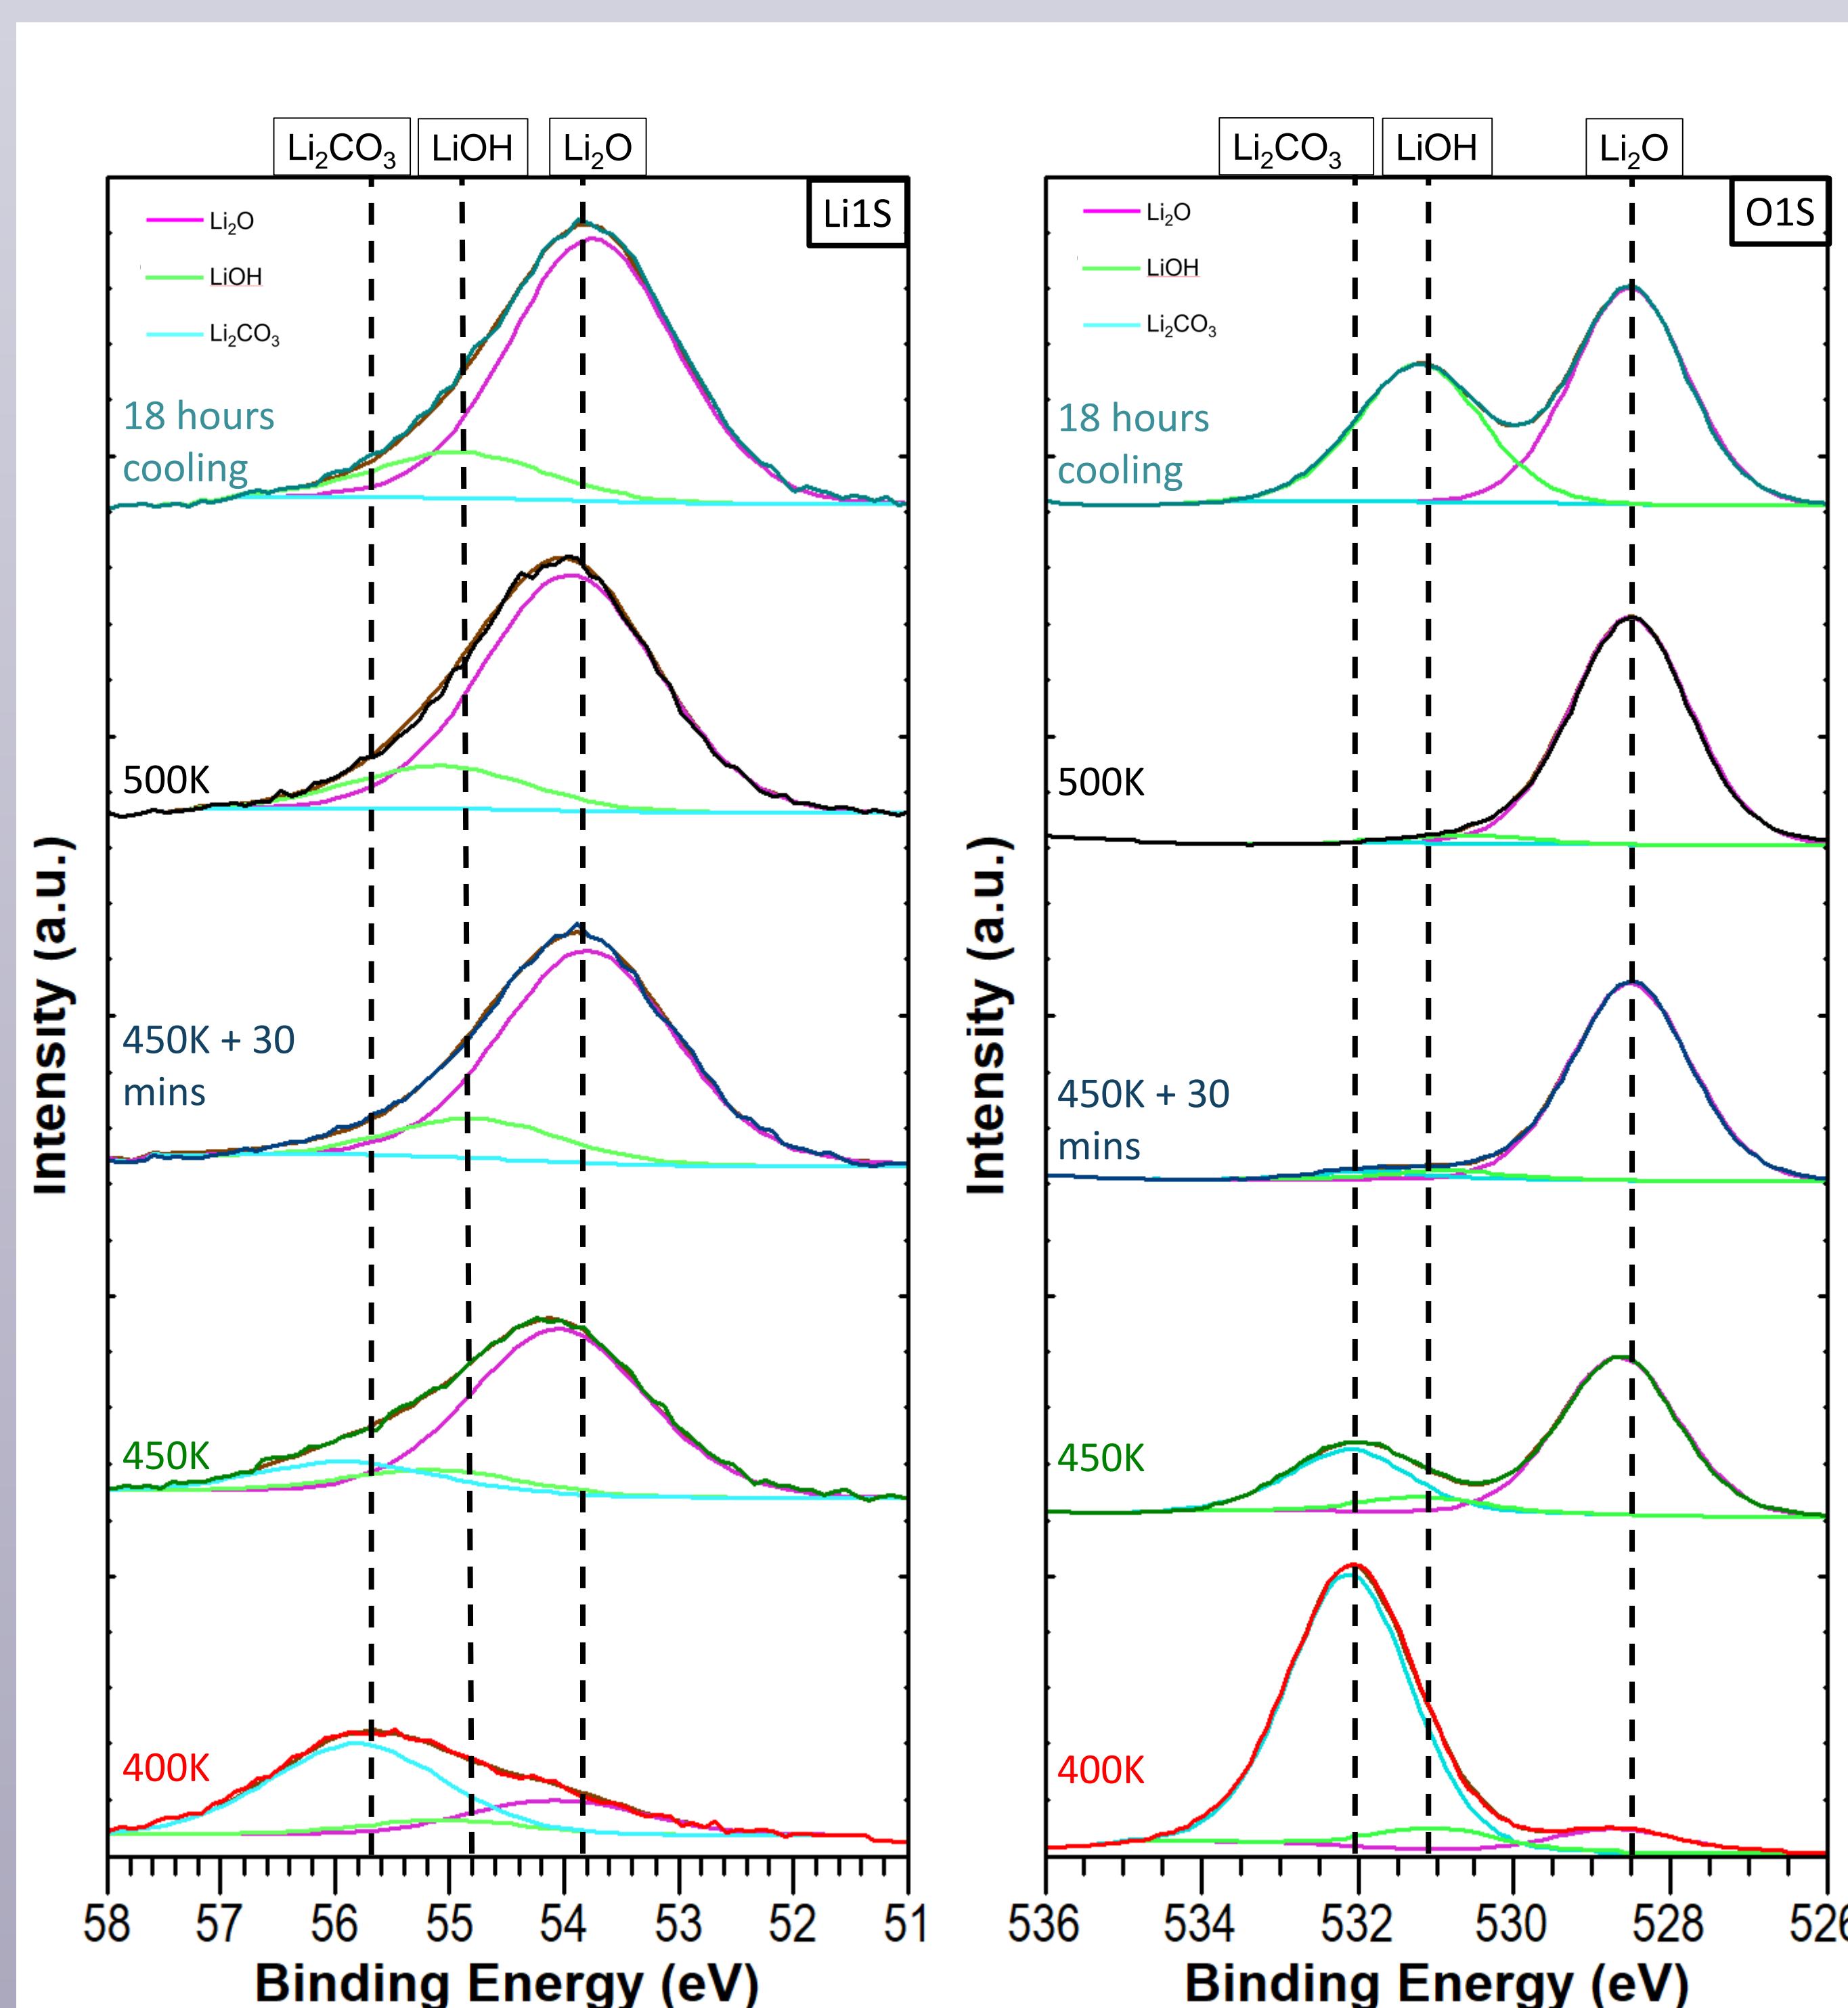 Li₂CO₃ LiOH Li₂O
Li1S
Li₂O
LiOH
Li₂CO₃
18 hours
cooling
500K
450K + 30
mins
450K
400K
Intensity (a.u.)
58 57 56 55 54 53 52 51
Binding Energy (eV)
Li₂CO₃ LiOH Li₂O
O1S
Li₂O
LiOH
Li₂CO₃
18 hours
cooling
500K
450K + 30
mins
450K
400K
Intensity (a.u.)
536 534 532 530 528
Binding Energy (eV)